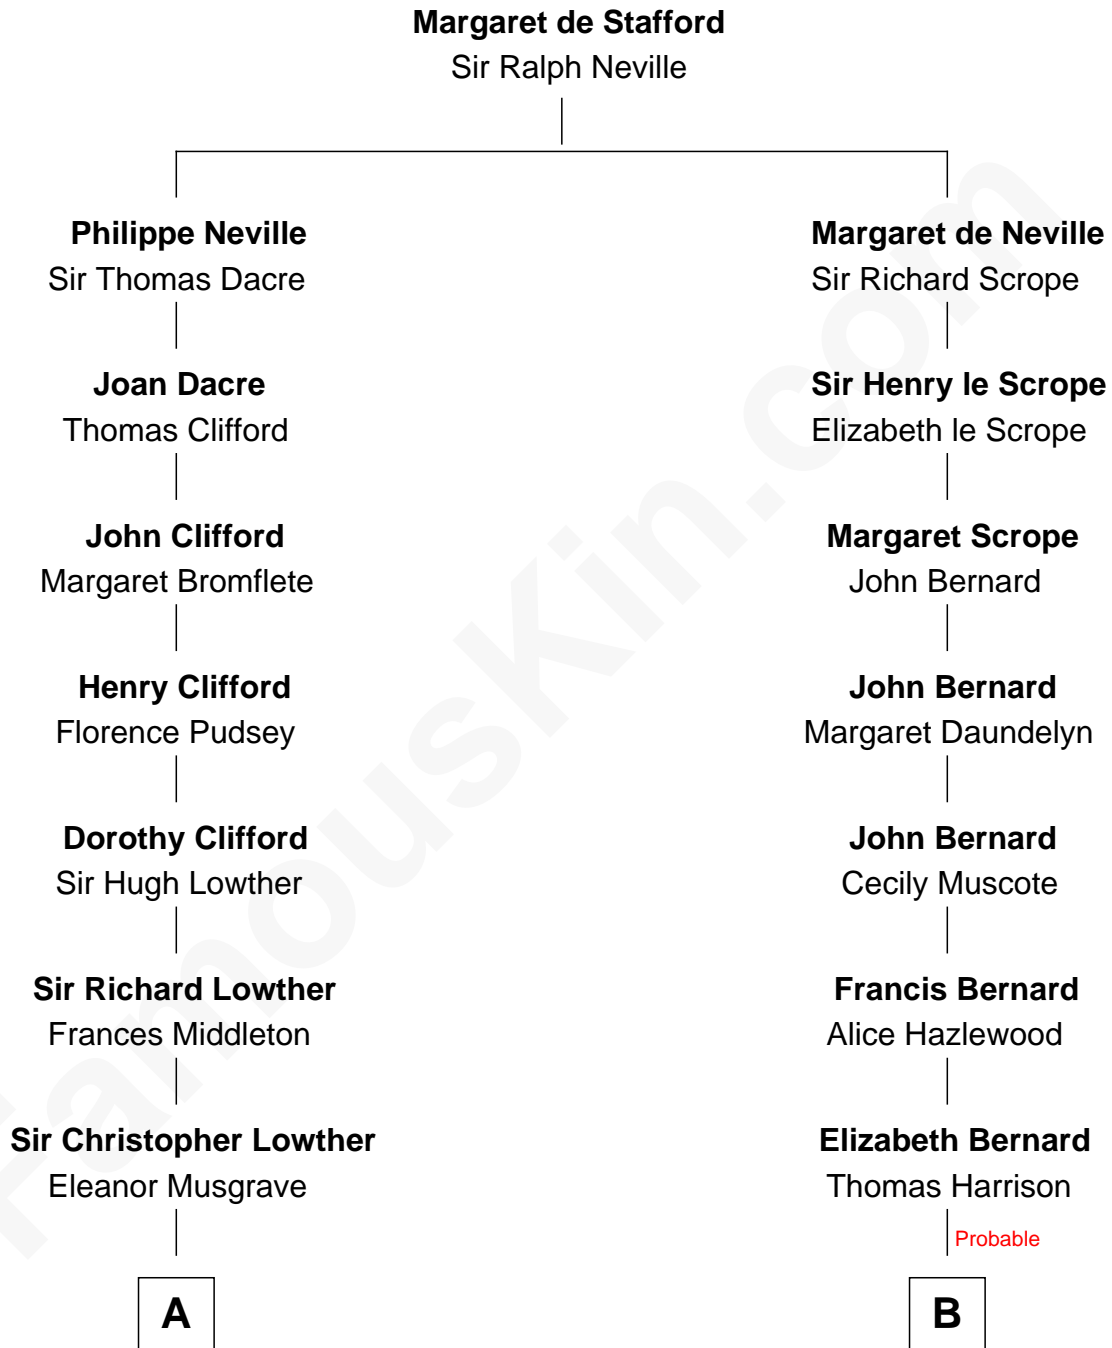 Margaret de Stafford
Sir Ralph Neville
Philippe Neville
Sir Thomas Dacre
Margaret de Neville
Sir Richard Scrope
Joan Dacre
Thomas Clifford
Sir Henry le Scrope
Elizabeth le Scrope
John Clifford
Margaret Bromflete
Margaret Scrope
John Bernard
Henry Clifford
Florence Pudsey
John Bernard
Margaret Daundelyn
Dorothy Clifford
Sir Hugh Lowther
John Bernard
Cecily Muscote
Sir Richard Lowther
Frances Middleton
Francis Bernard
Alice Hazlewood
Sir Christopher Lowther
Eleanor Musgrave
Elizabeth Bernard
Thomas Harrison
Probable
A
B
FamousKin.com